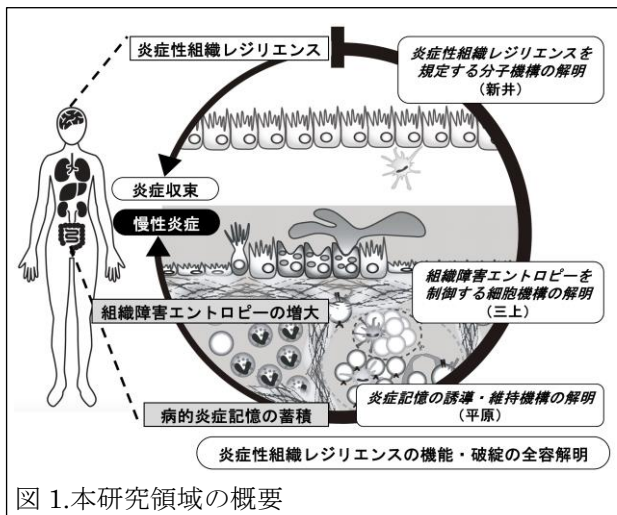 炎症性組織レジリエンス
炎症性組織レジリエンスを
規定する分子機構の解明
(新井)
炎症収束
慢性炎症
組織障害エントロピーを
制御する細胞機構の解明
(三上)
組織障害エントロピーの増大
炎症記憶の誘導・維持機構の解明
(平原)
病的炎症記憶の蓄積
炎症性組織レジリエンスの機能・破綻の全容解明
図 1.本研究領域の概要